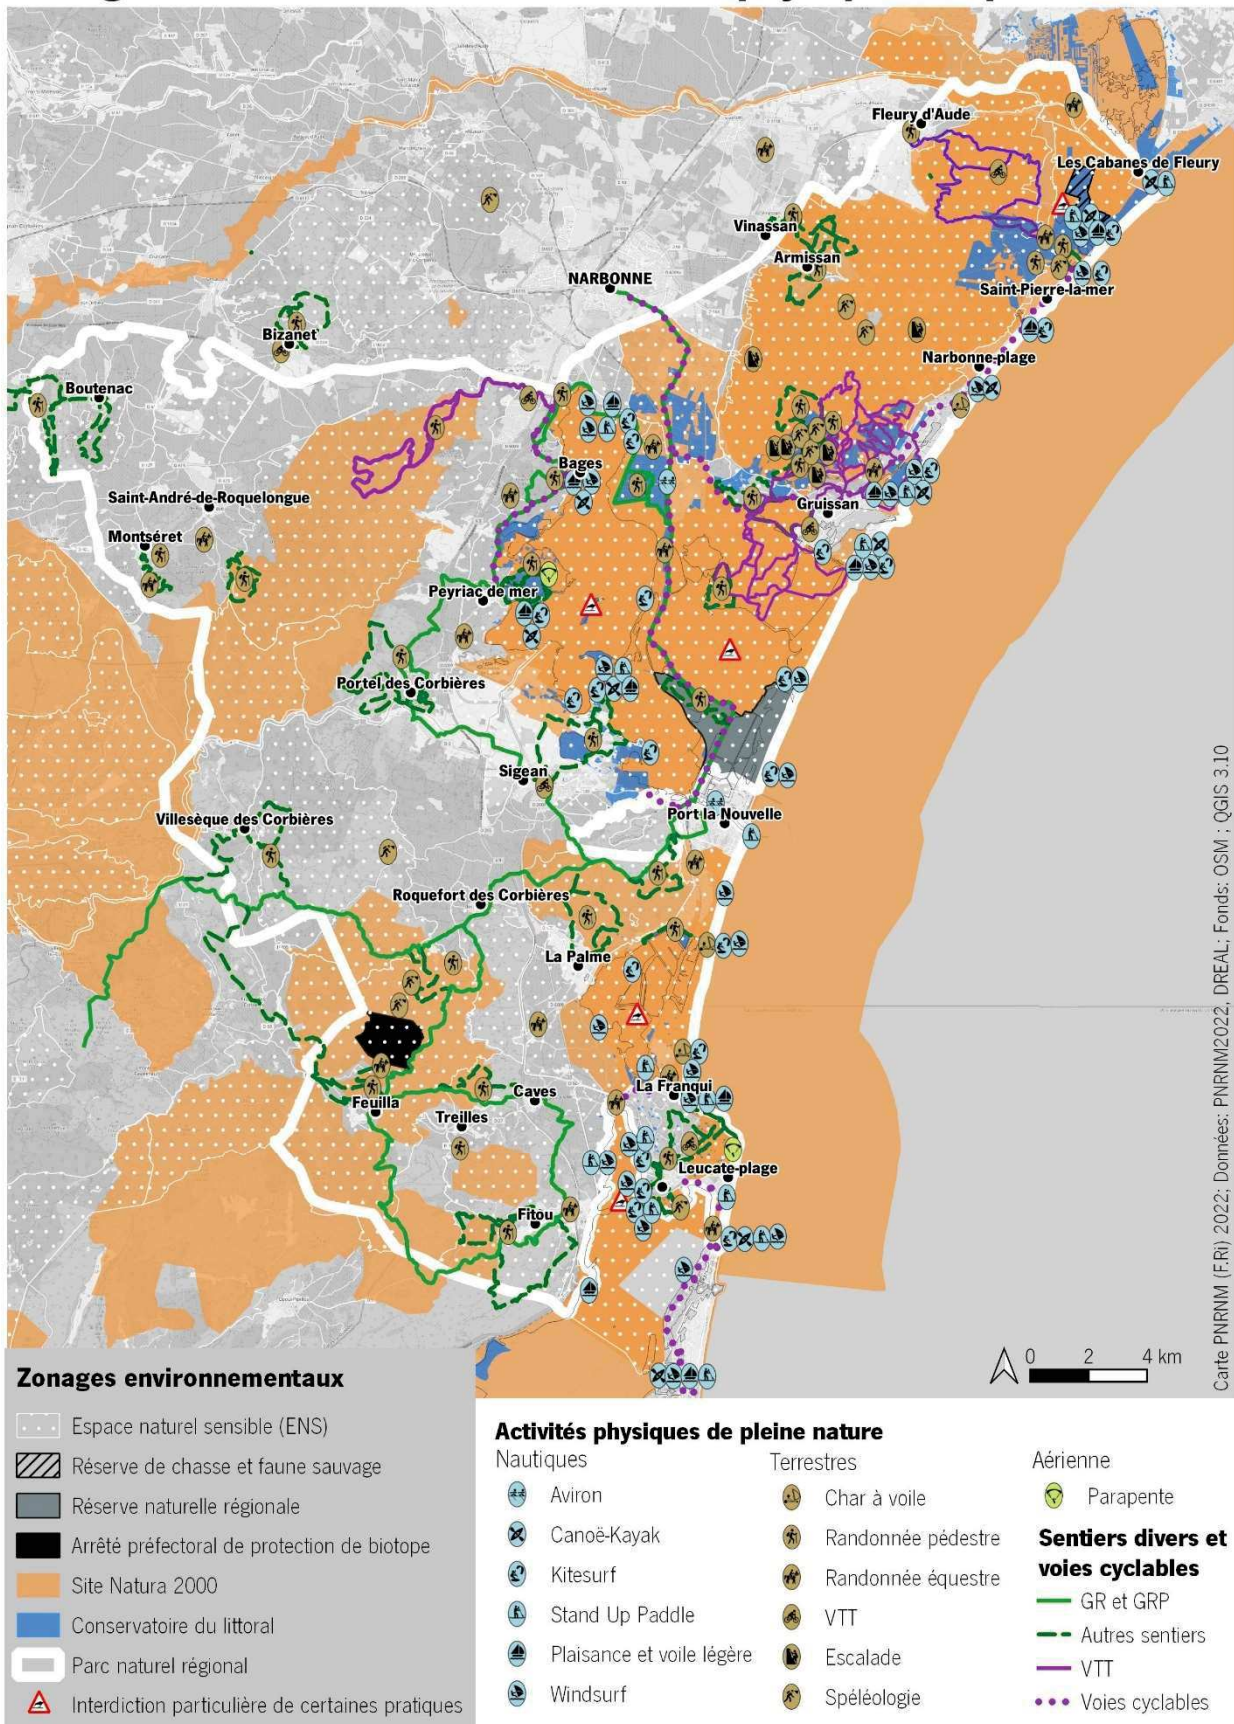 Fleury d'Aude
Les Cabanes de Fleury
Vinassan
Armissan
NARBONNE
Saint-Pierre-la-mer
Bizanet
Narbonne-plage
Boutenac
Bages
Saint-André-de-Roquelongue
Gruissan
Montséret
Peyriac de mer
Portel des Corbières
Sigean
Port la Nouvelle
Villesèque des Corbières
Roquefort des Corbières
La Palme
La Franqui
Caves
Feuilla
Treilles
Leucate-plage
Fitou
0 2 4 km
Carte PNRNM (F.Ri) 2022; Données: PNRNM2022, DREAL; Fonds: OSM ; QGIS 3.10
Zonages environnementaux
Espace naturel sensible (ENS)
Réserve de chasse et faune sauvage
Réserve naturelle régionale
Arrêté préfectoral de protection de biotope
Site Natura 2000
Conservatoire du littoral
Parc naturel régional
Interdiction particulière de certaines pratiques
Activités physiques de pleine nature
Nautiques
Aviron
Canoë-Kayak
Kitesurf
Stand Up Paddle
Plaisance et voile légère
Windsurf
Terrestres
Char à voile
Randonnée pédestre
Randonnée équestre
VTT
Escalade
Spéléologie
Aérienne
Parapente
Sentiers divers et
voies cyclables
GR et GRP
Autres sentiers
VTT
Voies cyclables